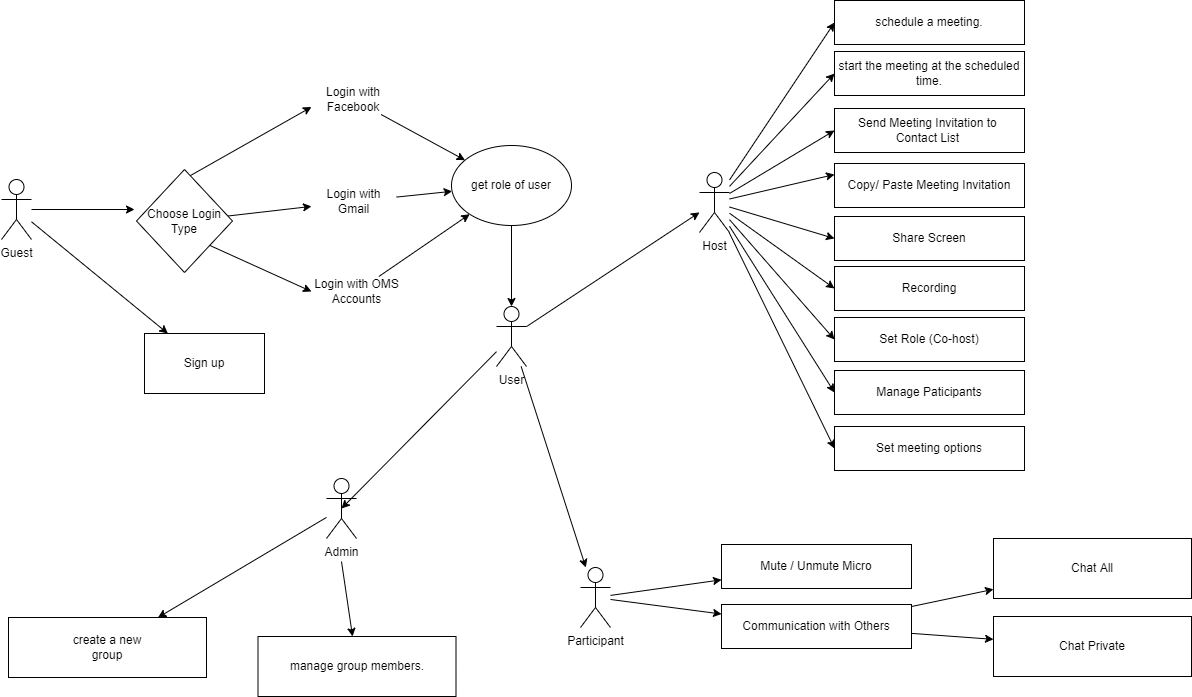 schedule a meeting.
start the meeting at the scheduled
time.
Send Meeting Invitation to
Contact List
Copy/ Paste Meeting Invitation
Share Screen
Recording
Set Role (Co-host)
Manage Paticipants
Set meeting options
Host
Login with
Facebook
Login with
Gmail
Login with OMS
Accounts
get role of user
Choose Login
Type
Guest
Sign up
User
Admin
create a new
group
manage group members.
Participant
Mute / Unmute Micro
Communication with Others
Chat All
Chat Private